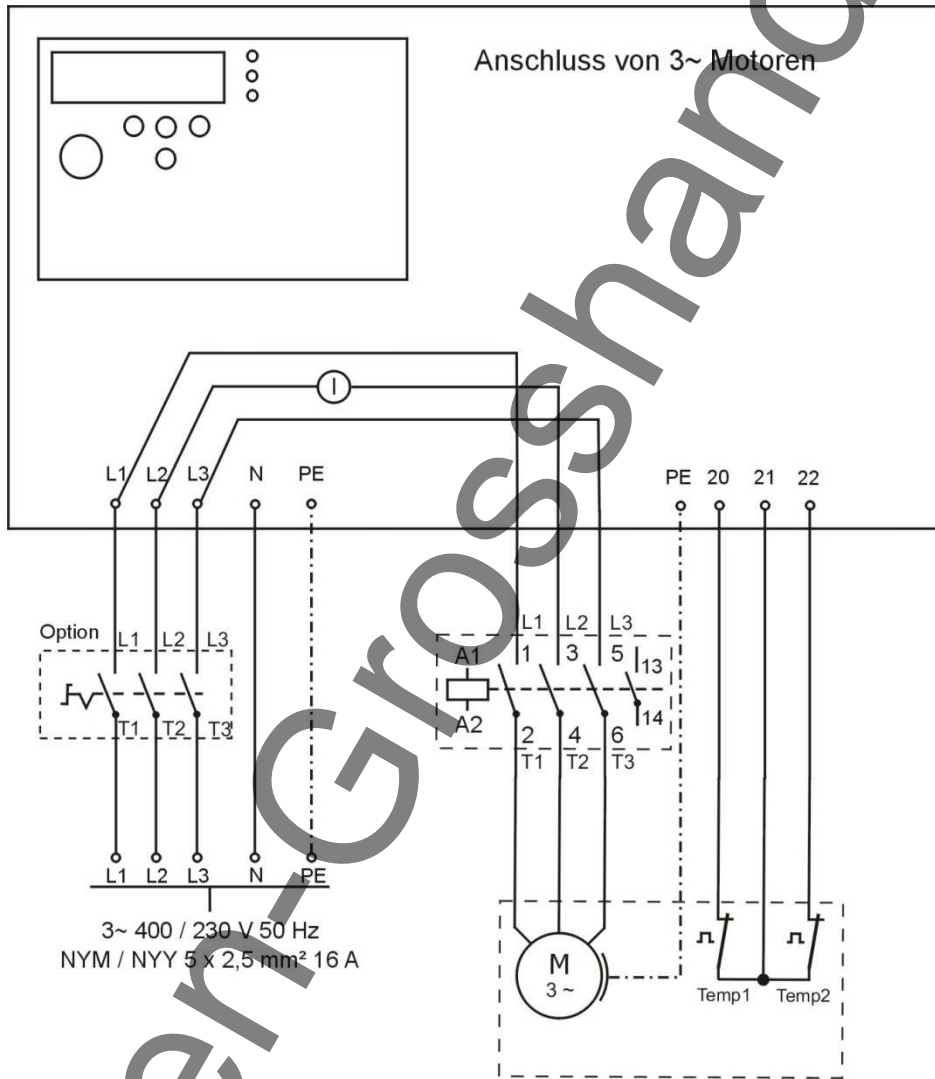 Anschluss von 3~ Motoren
I
L1 L2 L3 N PE
PE 20 21 22
Option
L1 L2 L3
T1 T2 T3
L1 L2 L3
A1 1 3 5 13
A2 2 4 6 14
T1 T2 T3
L1 L2 L3 N PE
3~ 400 / 230 V 50 Hz
NYM / NYY 5 x 2,5 mm² 16 A
M
3 ~
Temp1 Temp2
en-Grosshand